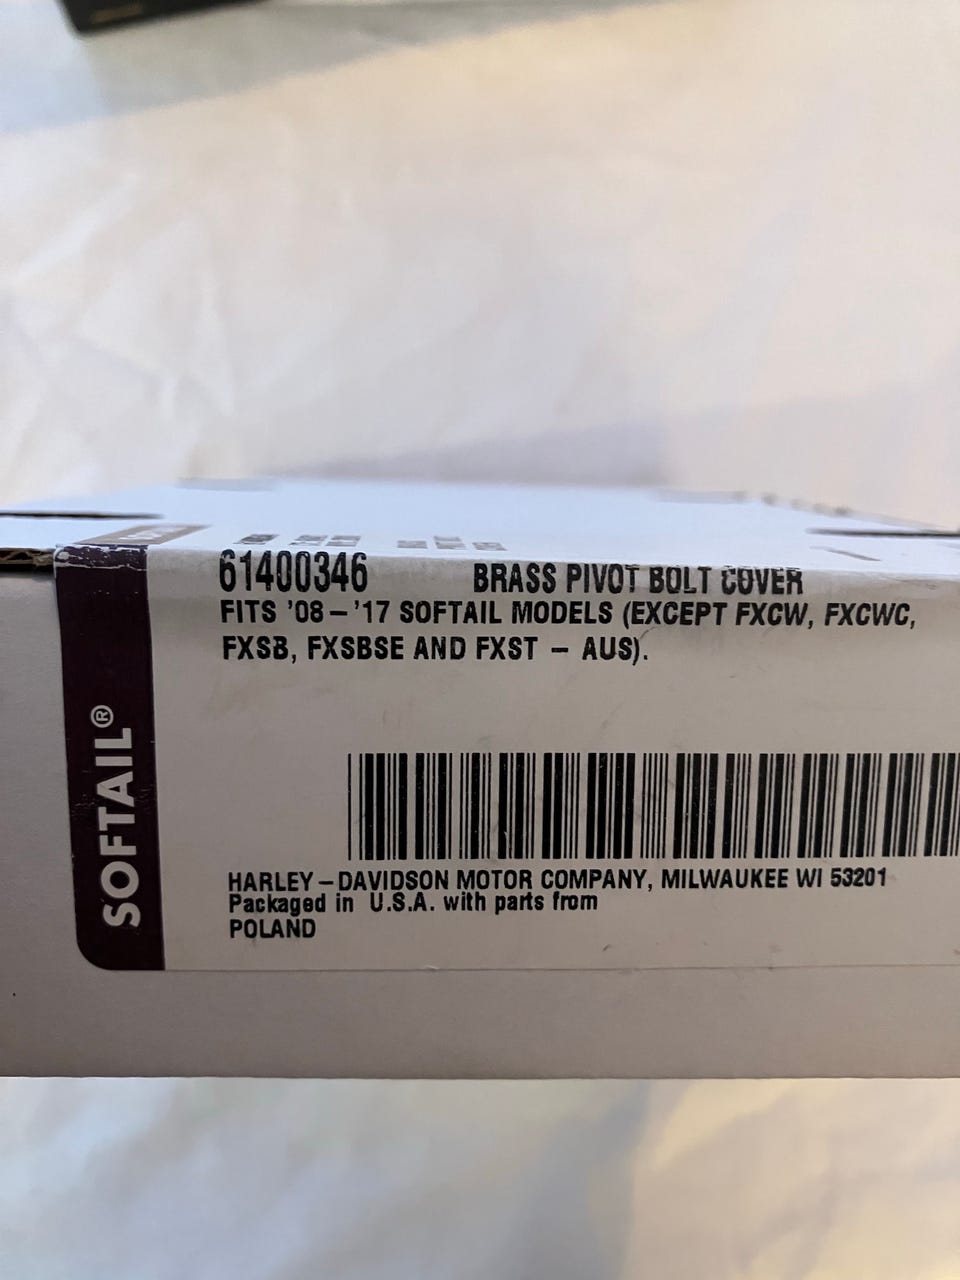 61400346 BRASS PIVOT BOLT COVER
FITS '08-'17 SOFTAIL MODELS (EXCEPT FXCW, FXCWC,
FXSB, FXSBSE AND FXST - AUS).
SOFTAIL®
HARLEY-DAVIDSON MOTOR COMPANY, MILWAUKEE WI 53201
Packaged in U.S.A. with parts from
POLAND